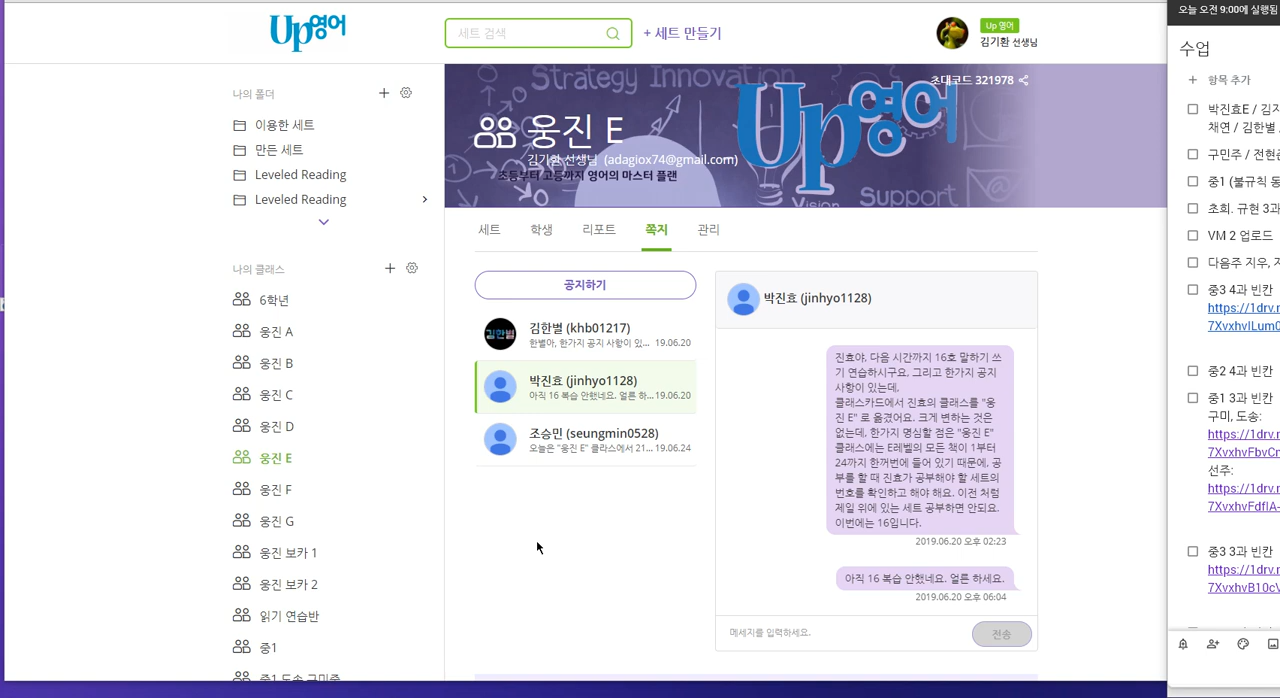 Up영어
세트 검색
+ 세트 만들기
Up 영어
김기환 선생님
나의 폴더
이용한 세트
만든 세트
Leveled Reading
Leveled Reading
나의 클래스
6학년
웅진 A
웅진 B
웅진 C
웅진 D
웅진 E
웅진 F
웅진 G
웅진 보카 1
웅진 보카 2
읽기 연습반
중1
중1 도송 구미중
Strategy Innovation
초대코드 321978
웅진 E
김기환 선생님 (adagiox74@gmail.com)
초등부터 고등까지 영어의 마스터 플랜
Up영어
Vision
Support
세트 학생 리포트 쪽지 관리
공지하기
김한별 (khb01217)
한별아, 한가지 공지 사항이 있... 19.06.20
박진효 (jinhyo1128)
아직 16 복습 안했네요. 얼른 하... 19.06.20
조승민 (seungmin0528)
오늘은 "웅진 E" 클라스에서 21... 19.06.24
박진효 (jinhyo1128)
진효야, 다음 시간까지 16호 말하기 쓰
기 연습하시구요, 그리고 한가지 공지
사항이 있는데,
클래스카드에서 진효의 클래스를 "웅
진 E" 로 옮겼어요. 크게 변하는 것은
없는데, 한가지 명심할 점은 "웅진 E"
클래스에는 E레벨의 모든 책이 1부터
24까지 한꺼번에 들어 있기 때문에, 공
부를 할 때 진효가 공부해야 할 세트의
번호를 확인하고 해야 해요. 이전 처럼
제일 위에 있는 세트 공부하면 안되요.
이번에는 16입니다.
2019.06.20 오후 02:23
아직 16 복습 안했네요. 얼른 하세요.
2019.06.20 오후 06:04
메세지를 입력하세요.
전송
오늘 오전 9:00에 실행됨
수업
+ 항목 추가
박진효E / 김지
채연 / 김한별
구민주 / 전현준
중1 (불규칙 동
초희. 규현 3과
VM 2 업로드
다음주 지우, 지
중3 4과 빈칸
https://1drv.m
7XvxhvILum0
중2 4과 빈칸
중1 3과 빈칸
구미, 도송:
https://1drv.m
7XvxhvFbvCm
선주:
https://1drv.m
7XvxhvFdfIA-
중3 3과 빈칸
https://1drv.m
7XvxhvB10cV